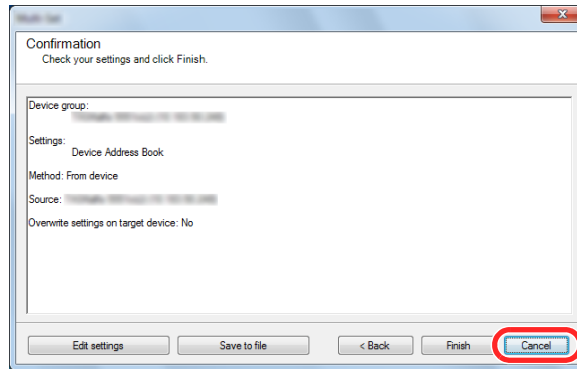 Confirmation
Check your settings and click Finish.
Device group:
Settings:
Device Address Book
Method: From device
Source:
Overwrite settings on target device: No
Edit settings
Save to file
< Back
Finish
Cancel